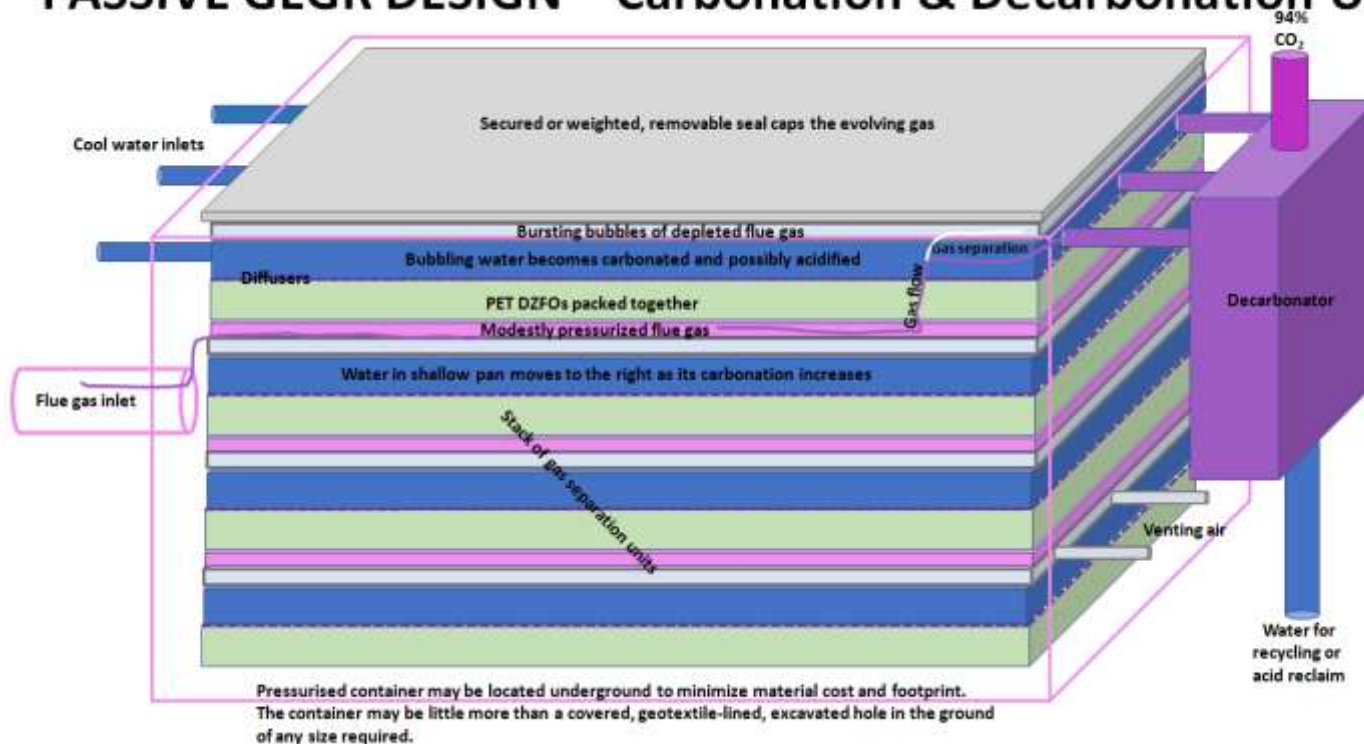 PASSIVE GEGR DESIGN – Carbonation & Decarbonation
94%
CO₂
Secured or weighted, removable seal caps the evolving gas
Cool water inlets
Bursting bubbles of depleted flue gas
Gas separation
Bubbling water becomes carbonated and possibly acidified
Diffusers
Gas flow
PET DZFOs packed together
Decarbonator
Modestly pressurized flue gas
Water in shallow pan moves to the right as its carbonation increases
Flue gas inlet
Stack of gas separation units
Venting air
Water for
recycling or
acid reclaim
Pressurised container may be located underground to minimize material cost and footprint.
The container may be little more than a covered, geotextile-lined, excavated hole in the ground
of any size required.